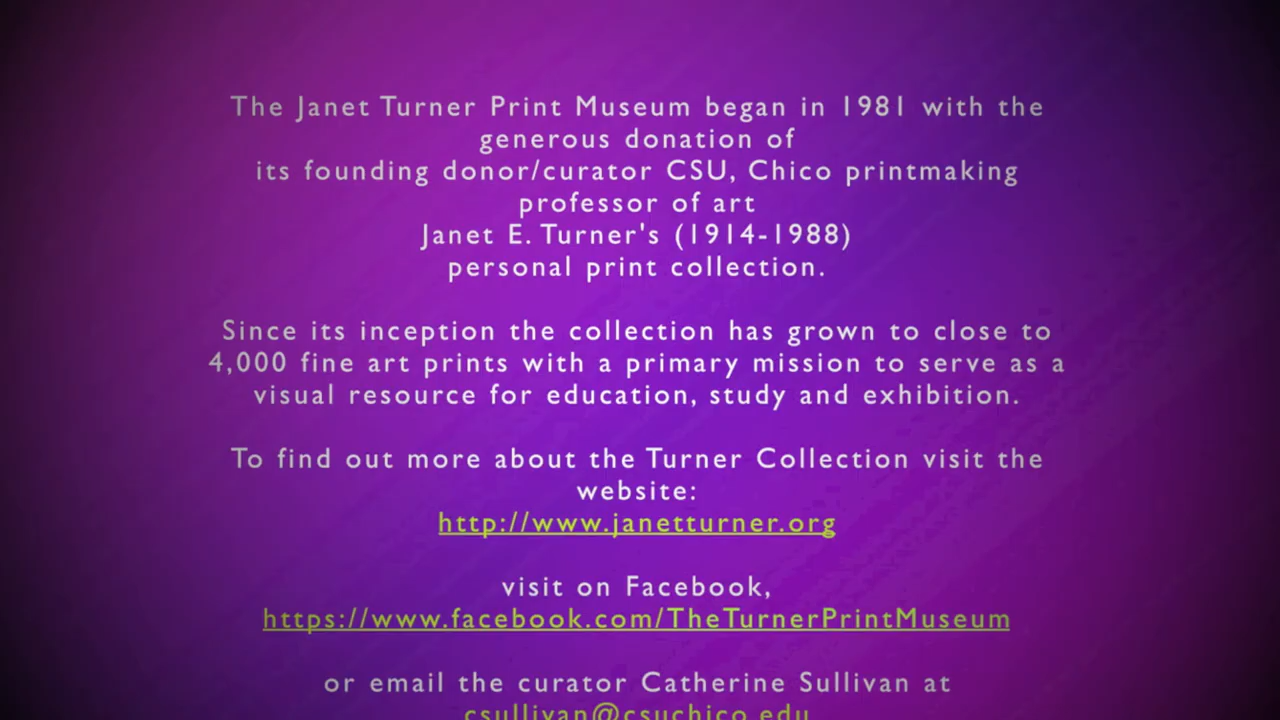 The Janet Turner Print Museum began in 1981 with the
generous donation of
its founding donor/curator CSU, Chico printmaking
professor of art
Janet E. Turner's (1914-1988)
personal print collection.
Since its inception the collection has grown to close to
4,000 fine art prints with a primary mission to serve as a
visual resource for education, study and exhibition.
To find out more about the Turner Collection visit the
website:
http://www.janetturner.org
visit on Facebook,
https://www.facebook.com/TheTurnerPrintMuseum
or email the curator Catherine Sullivan at
csullivan@csuchico.edu